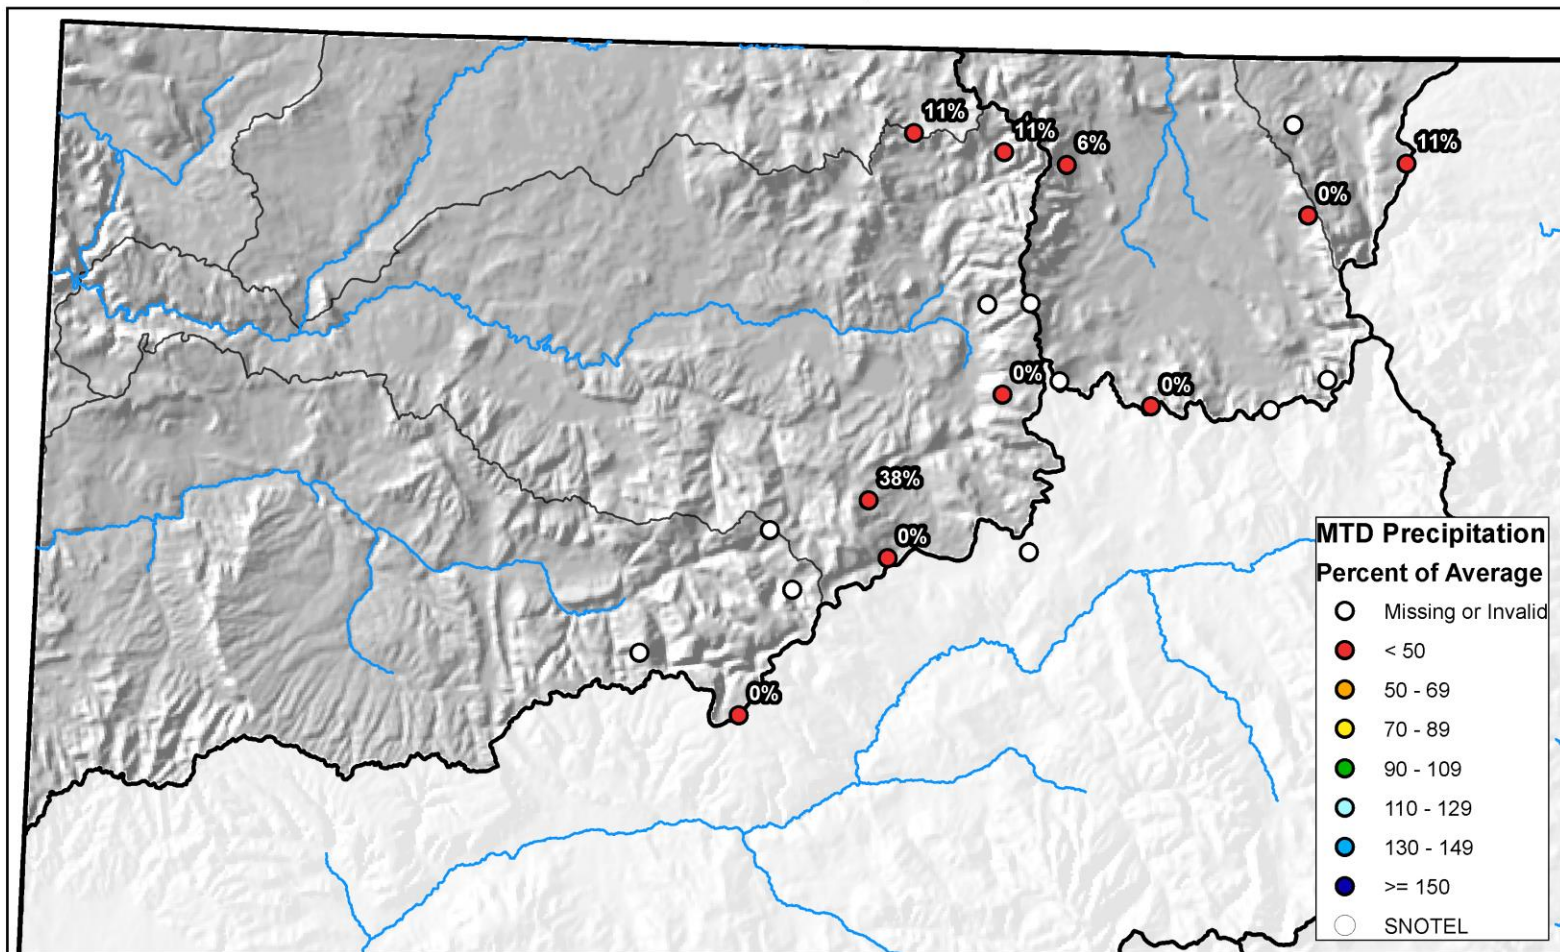 11%
11%
6%
11%
0%
0%
0%
38%
0%
0%
MTD Precipitation
Percent of Average
Missing or Invalid
< 50
50 - 69
70 - 89
90 - 109
110 - 129
130 - 149
>= 150
SNOTEL